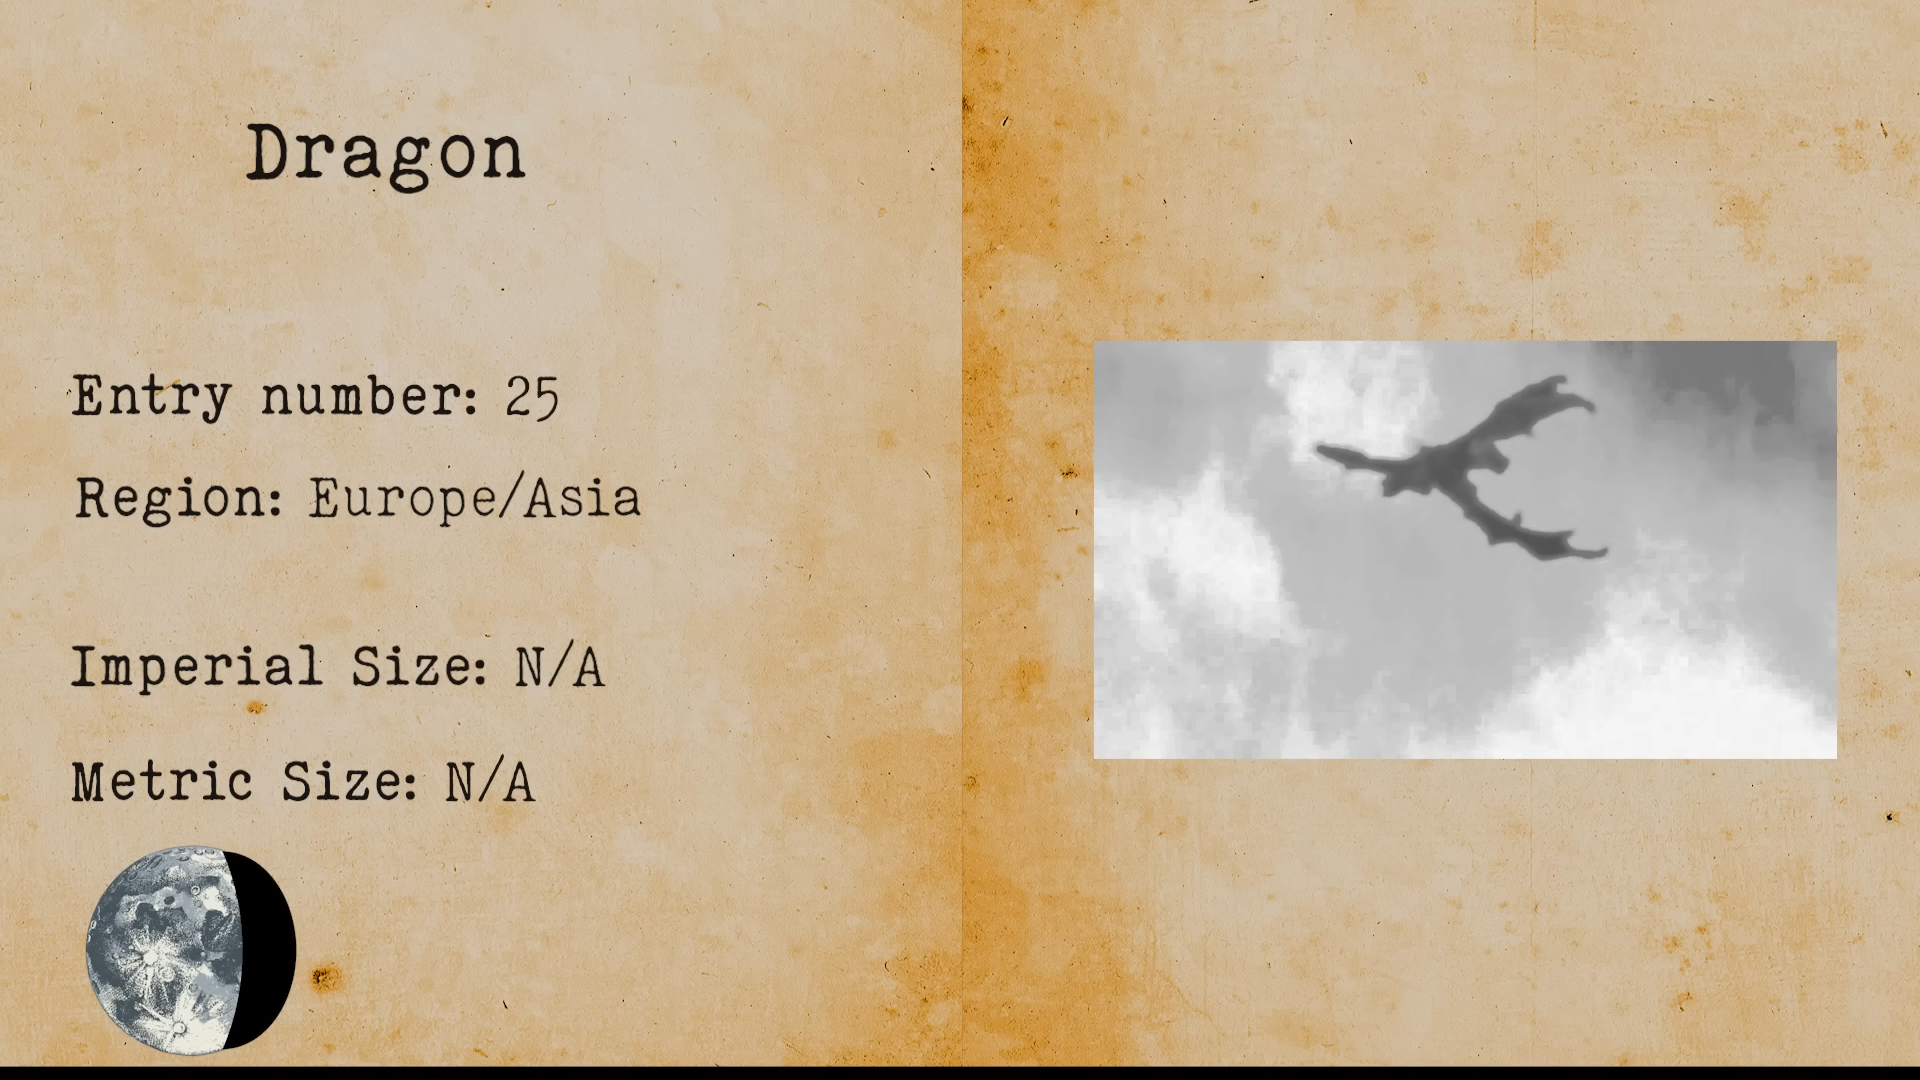 Dragon
Entry number: 25
Region: Europe/Asia
Imperial Size: N/A
Metric Size: N/A